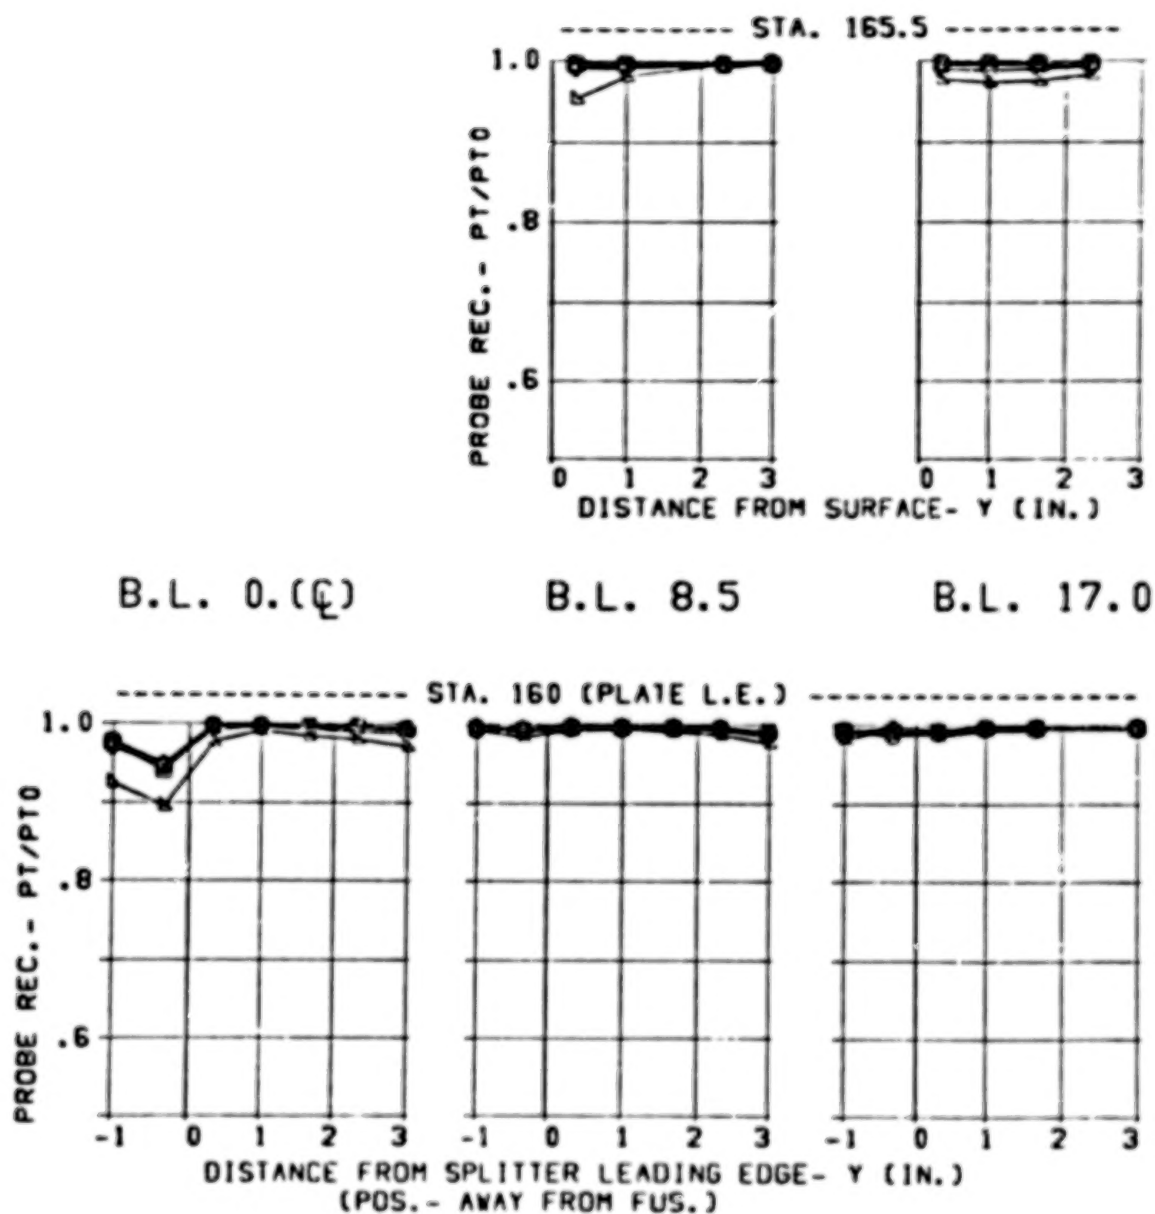 STA. 165.5
1.0
.8
.6
PROBE REC.- PT/PTO
0 1 2 3 0 1 2 3
DISTANCE FROM SURFACE- Y (IN.)
B.L. 0.(℄) B.L. 8.5 B.L. 17.0
STA. 160 (PLATE L.E.)
1.0
.8
.6
PROBE REC.- PT/PTO
-1 0 1 2 3 -1 0 1 2 3 -1 0 1 2 3
DISTANCE FROM SPLITTER LEADING EDGE- Y (IN.)
(POS.- AWAY FROM FUS.)